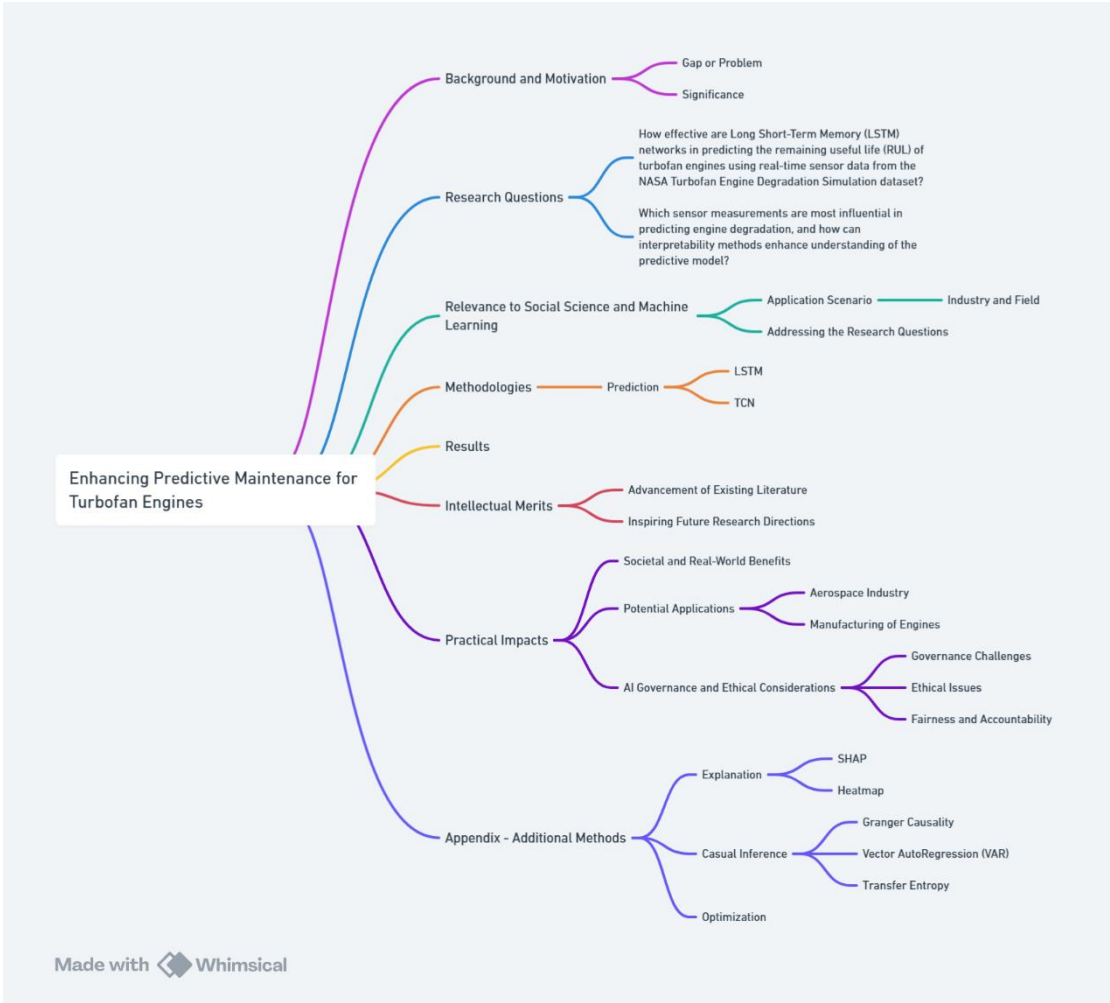 Background and Motivation
Gap or Problem
Significance
Research Questions
How effective are Long Short-Term Memory (LSTM)
networks in predicting the remaining useful life (RUL) of
turbofan engines using real-time sensor data from the
NASA Turbofan Engine Degradation Simulation dataset?
Which sensor measurements are most influential in
predicting engine degradation, and how can
interpretability methods enhance understanding of the
predictive model?
Relevance to Social Science and Machine
Learning
Application Scenario
Industry and Field
Addressing the Research Questions
Methodologies
Prediction
LSTM
TCN
Results
Enhancing Predictive Maintenance for
Turbofan Engines
Intellectual Merits
Advancement of Existing Literature
Inspiring Future Research Directions
Practical Impacts
Societal and Real-World Benefits
Potential Applications
Aerospace Industry
Manufacturing of Engines
AI Governance and Ethical Considerations
Governance Challenges
Ethical Issues
Fairness and Accountability
Appendix - Additional Methods
Explanation
SHAP
Heatmap
Casual Inference
Granger Causality
Vector AutoRegression (VAR)
Transfer Entropy
Optimization
Made with Whimsical